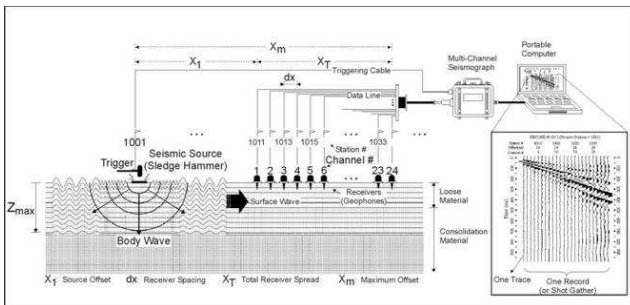 Xm
X1
XT
Triggering Cable
dx
Data Line
Multi-Channel
Seismograph
Portable
Computer
1001
1011
1013
1015
1033
Station #
Channel #
Trigger
Seismic Source
(Sledge Hammer)
1 2 3 4 5 6 23 24
Receivers
(Geophones)
Surface Wave
Zmax
Body Wave
Loose
Material
Consolidation
Material
One Trace
One Record
(or Shot Gather)
X1 Source Offset dx Receiver Spacing XT Total Receiver Spread Xm Maximum Offset